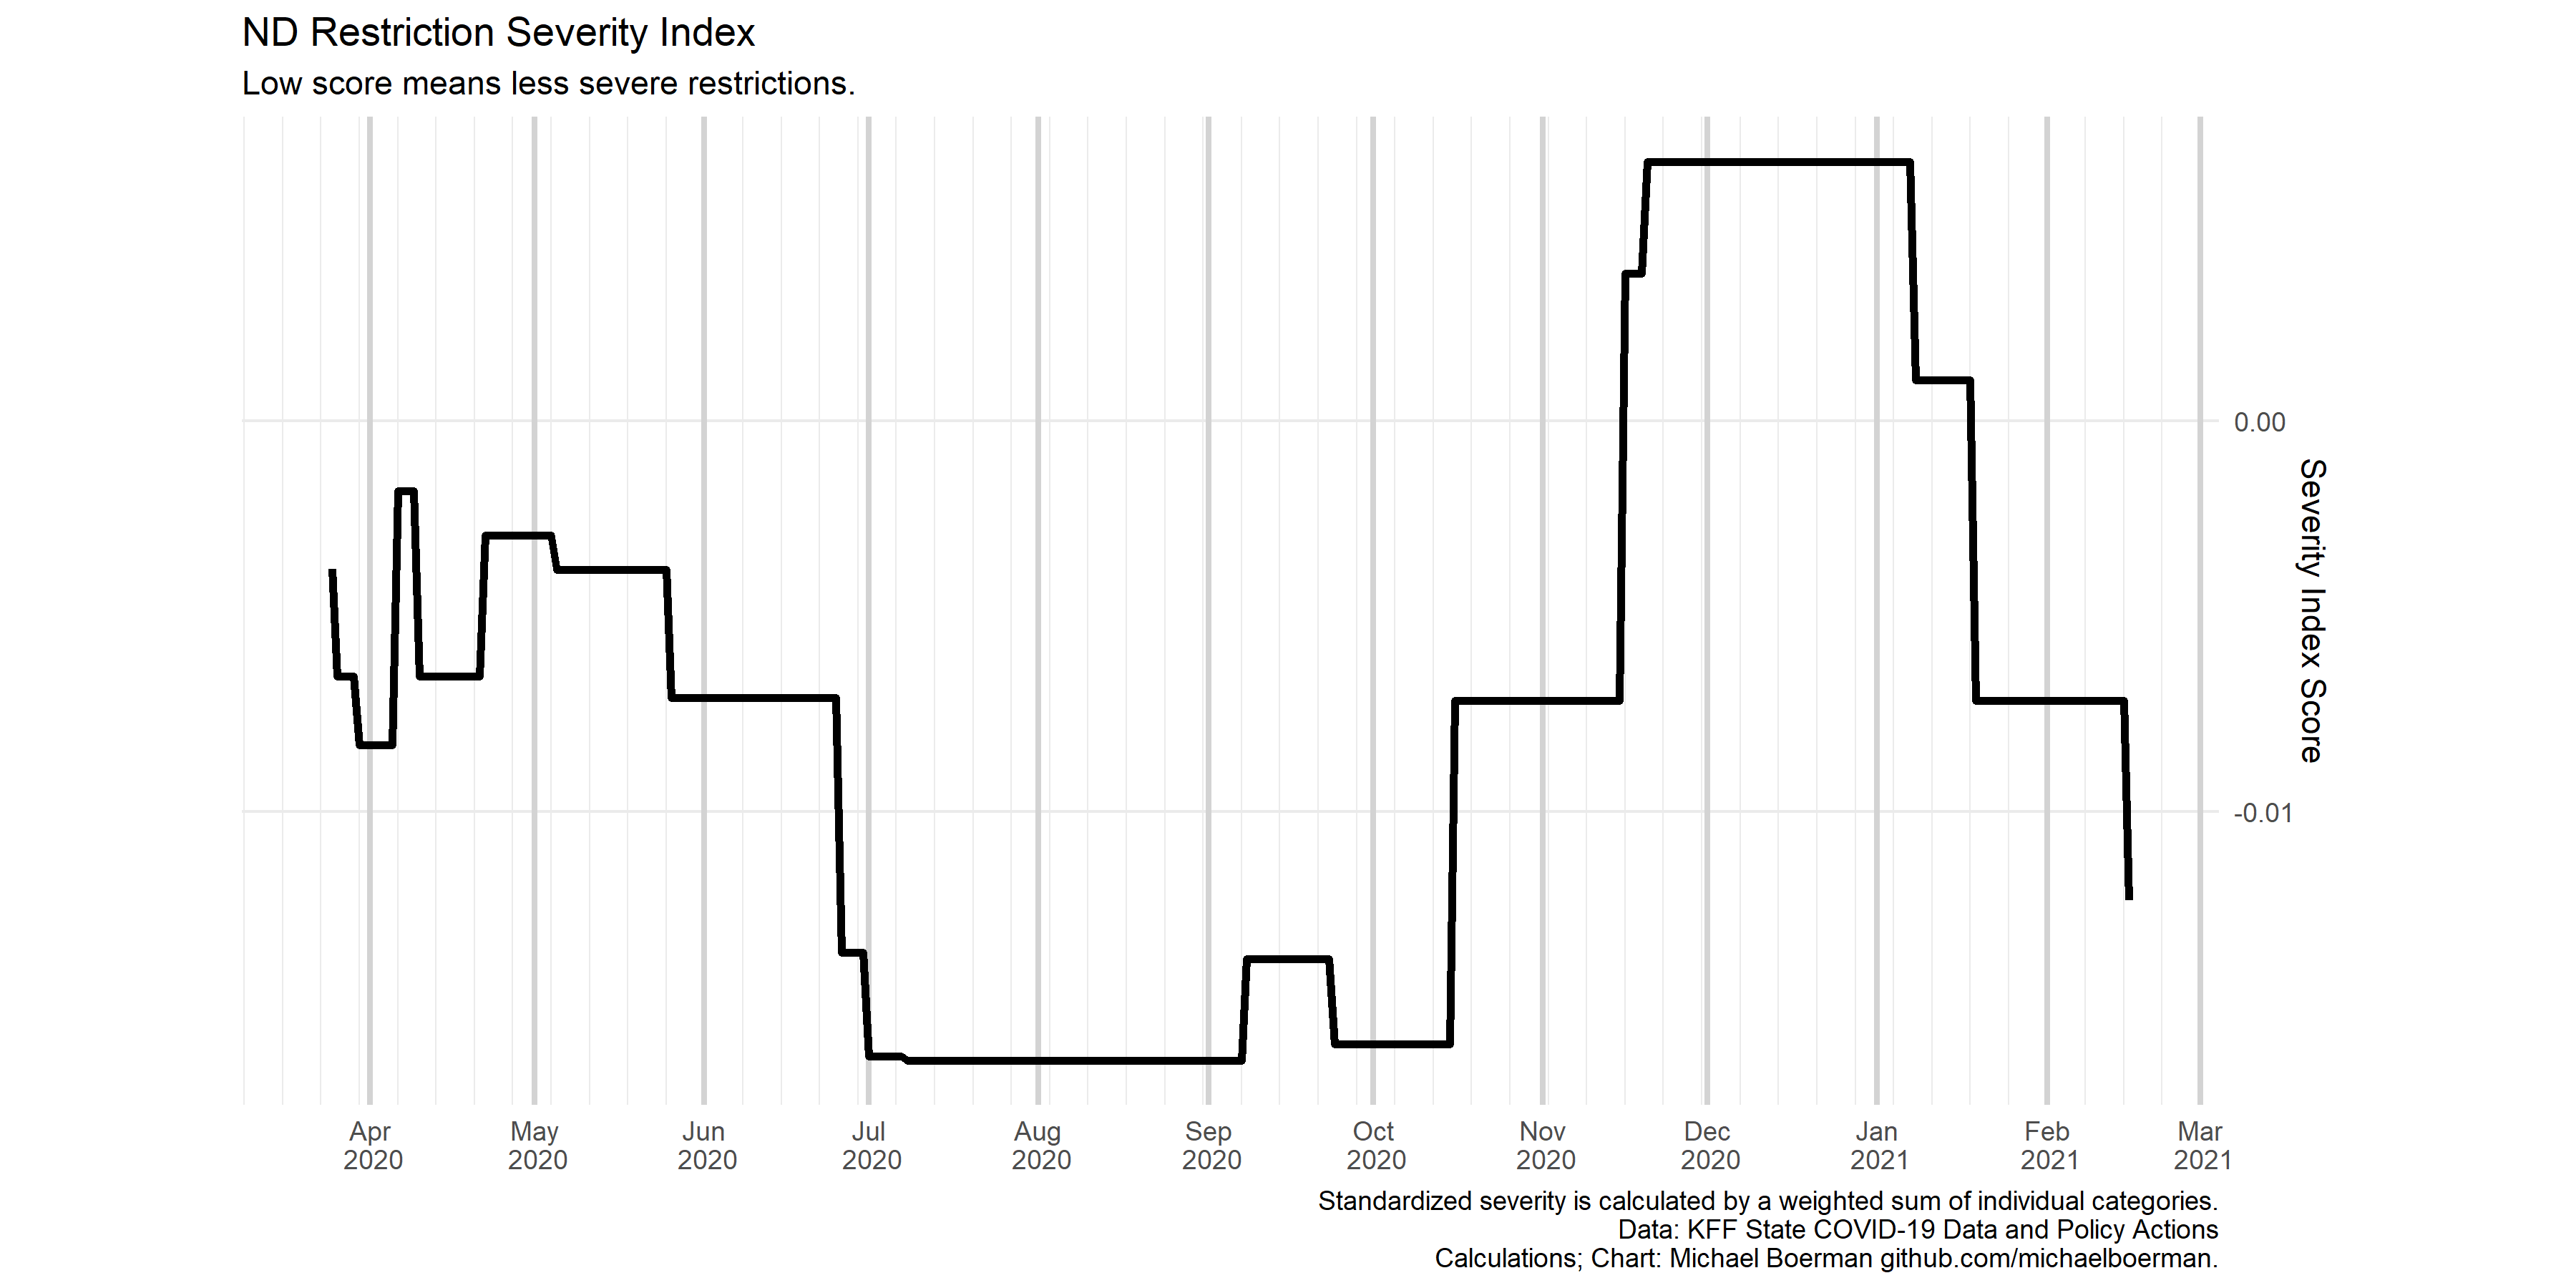 ND Restriction Severity Index
Low score means less severe restrictions.
0.00
-0.01
Severity Index Score
Apr
2020
May
2020
Jun
2020
Jul
2020
Aug
2020
Sep
2020
Oct
2020
Nov
2020
Dec
2020
Jan
2021
Feb
2021
Mar
2021
Standardized severity is calculated by a weighted sum of individual categories.
Data: KFF State COVID-19 Data and Policy Actions
Calculations; Chart: Michael Boerman github.com/michaelboerman.